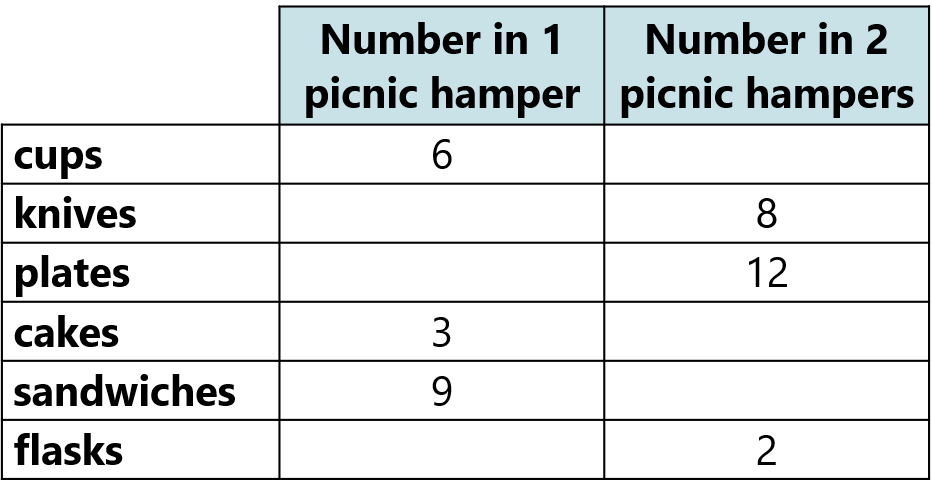 Number in 1 picnic hamper
Number in 2 picnic hampers
cups 6
knives 8
plates 12
cakes 3
sandwiches 9
flasks 2